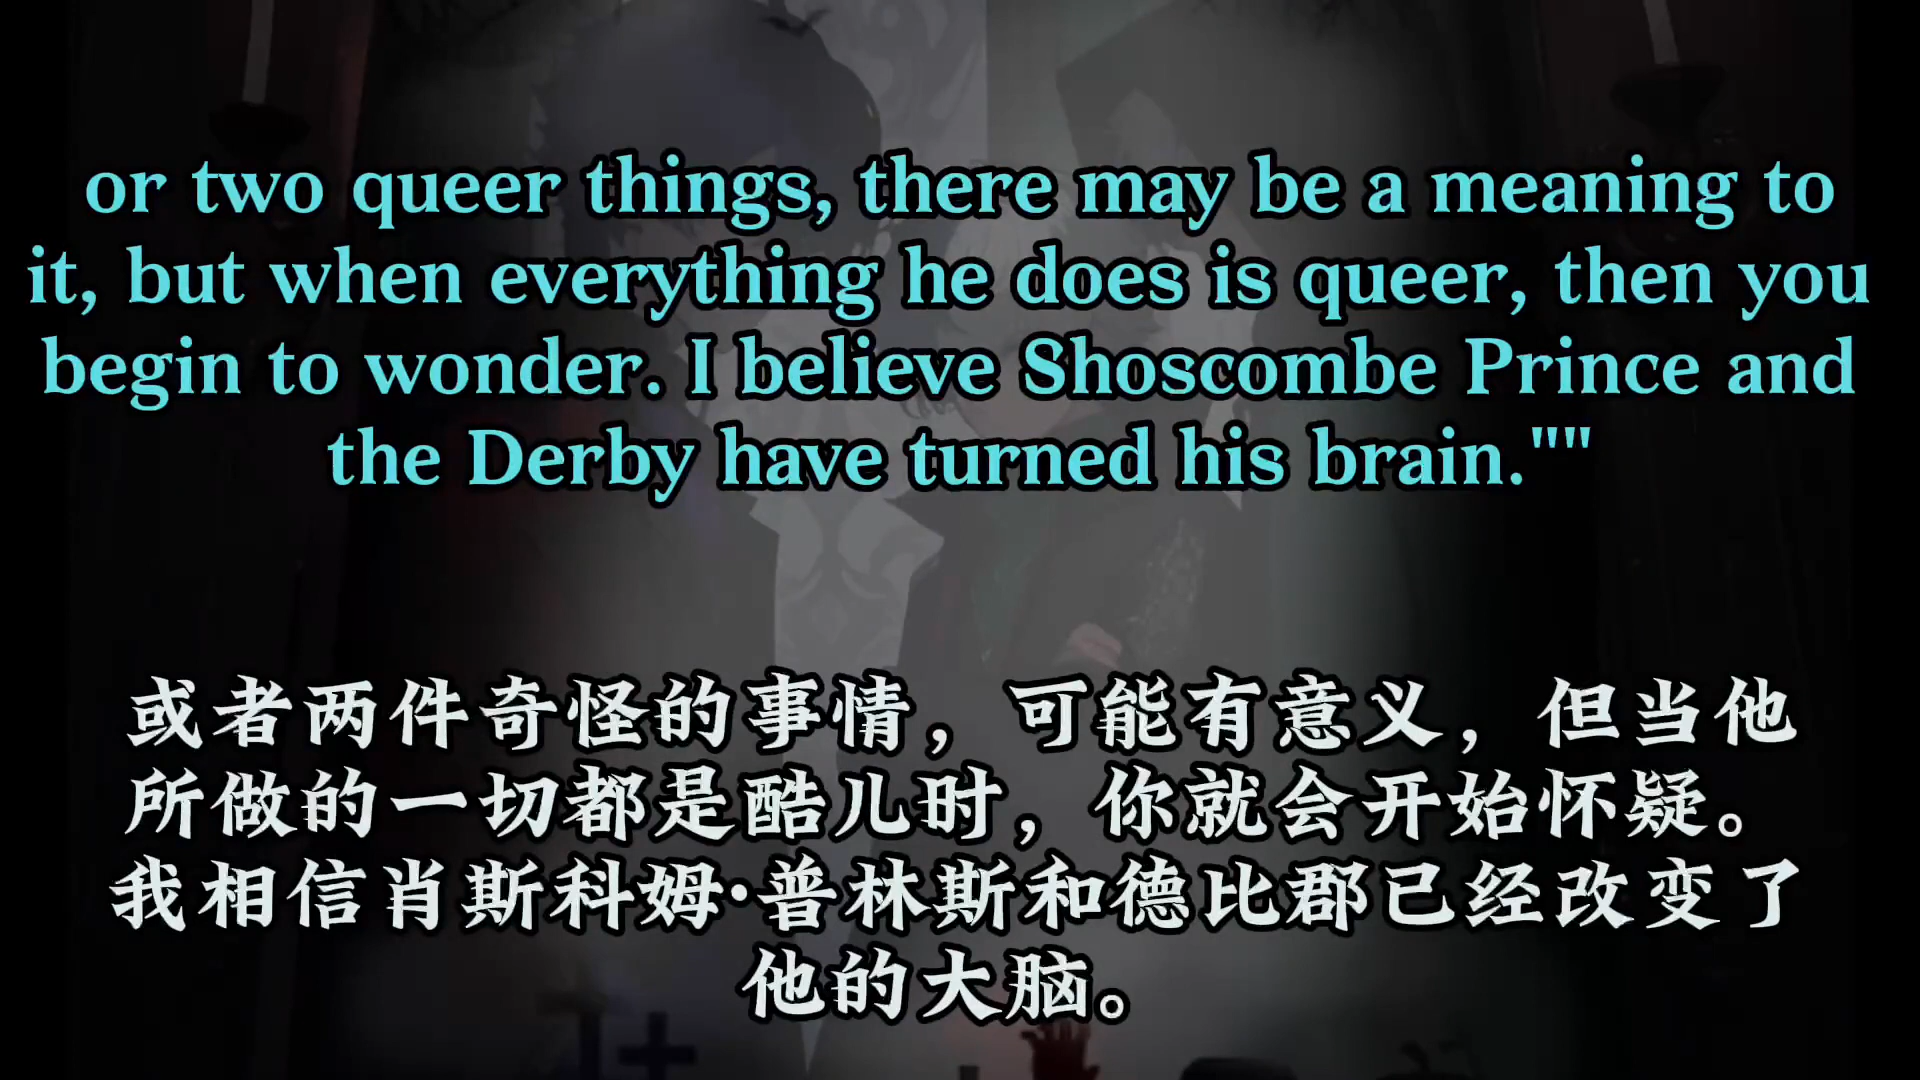 or two queer things, there may be a meaning to
it, but when everything he does is queer, then you
begin to wonder. I believe Shoscombe Prince and
the Derby have turned his brain.""
或者两件奇怪的事情，可能有意义，但当他
所做的一切都是酷儿时，你就会开始怀疑。
我相信肖斯科姆·普林斯和德比郡已经改变了
他的大脑。